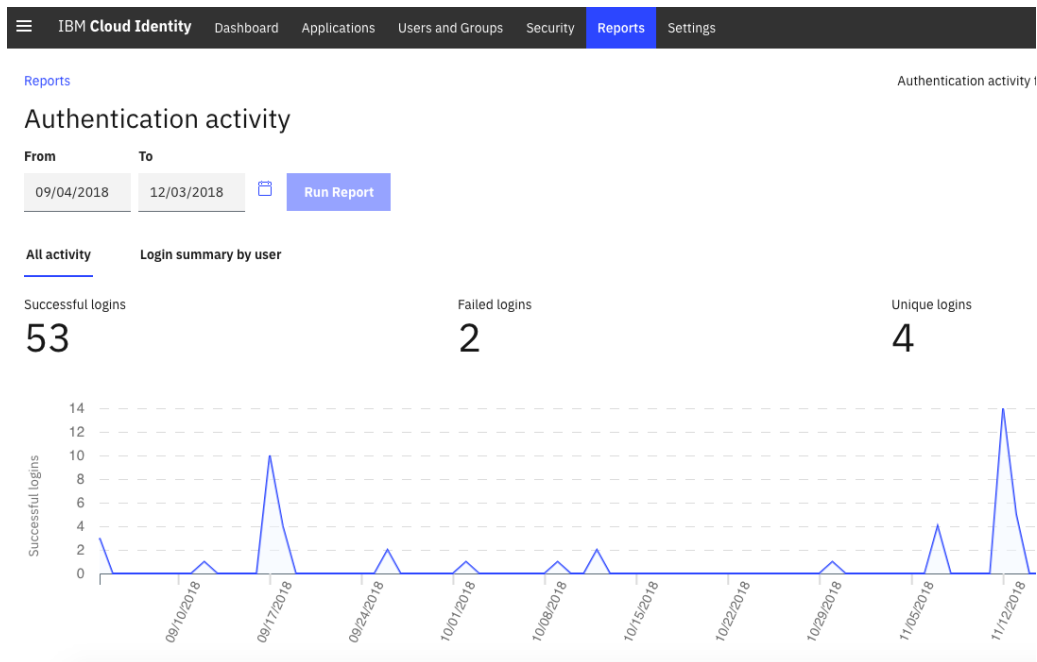 IBM Cloud Identity Dashboard Applications Users and Groups Security Reports Settings
Reports
Authentication activity
Authentication activity
From To
09/04/2018 12/03/2018 Run Report
All activity Login summary by user
Successful logins Failed logins Unique logins
53 2 4
14
12
10
8
6
4
2
0
Successful logins
09/10/2018 09/17/2018 09/24/2018 10/01/2018 10/08/2018 10/15/2018 10/22/2018 10/29/2018 11/05/2018 11/12/2018